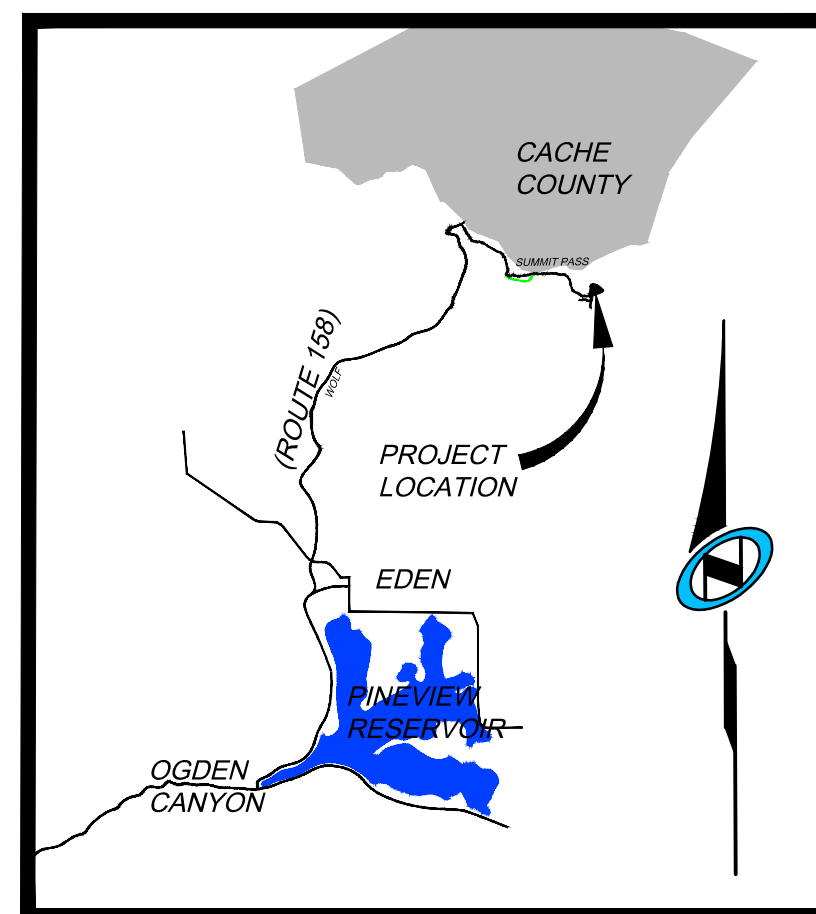 CACHE
COUNTY
SUMMIT PASS
(ROUTE 158)
WOLF
PROJECT
LOCATION
N
EDEN
PINEVIEW
RESERVOIR
OGDEN
CANYON